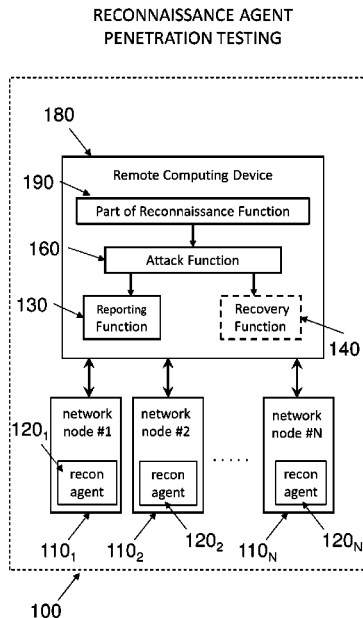 RECONNAISSANCE AGENT
PENETRATION TESTING
180
Remote Computing Device
190
Part of Reconnaissance Function
160
Attack Function
130
Reporting
Function
Recovery
Function
140
network
node #1
network
node #2
. . . . .
network
node #N
120₁
recon
agent
recon
agent
recon
agent
110₁
120₂
110₂
120N
110N
100